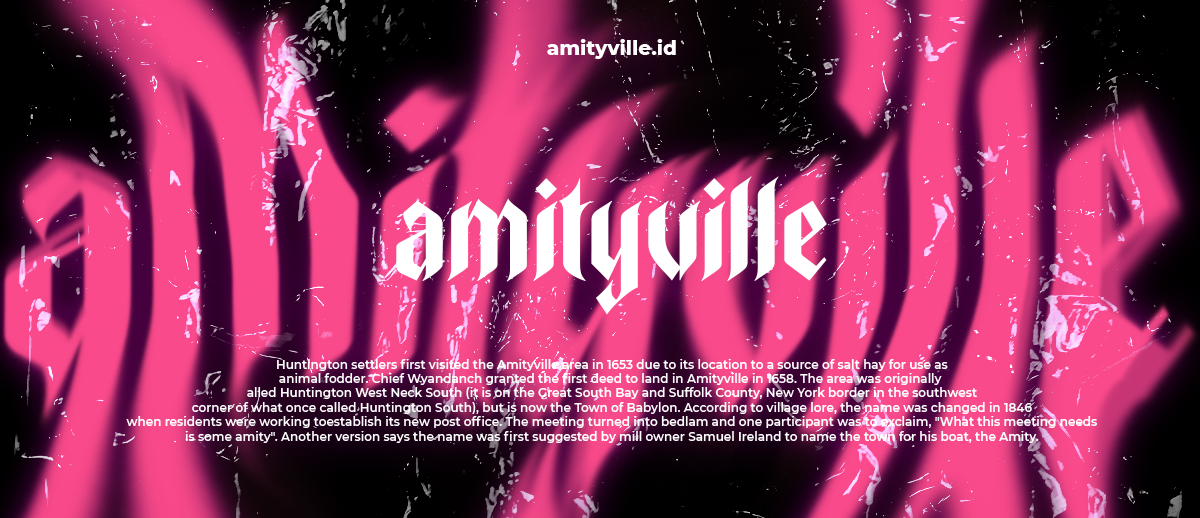 amityville.id
amityville
Huntington settlers first visited the Amityville area in 1653 due to its location to a source of salt hay for use as
animal fodder. Chief Wyandanch granted the first deed to land in Amityville in 1658. The area was originally
alled Huntington West Neck South (it is on the Great South Bay and Suffolk County, New York border in the southwest
corner of what once called Huntington South), but is now the Town of Babylon. According to village lore, the name was changed in 1846
when residents were working toestablish its new post office. The meeting turned into bedlam and one participant was to exclaim, "What this meeting needs
is some amity". Another version says the name was first suggested by mill owner Samuel Ireland to name the town for his boat, the Amity.